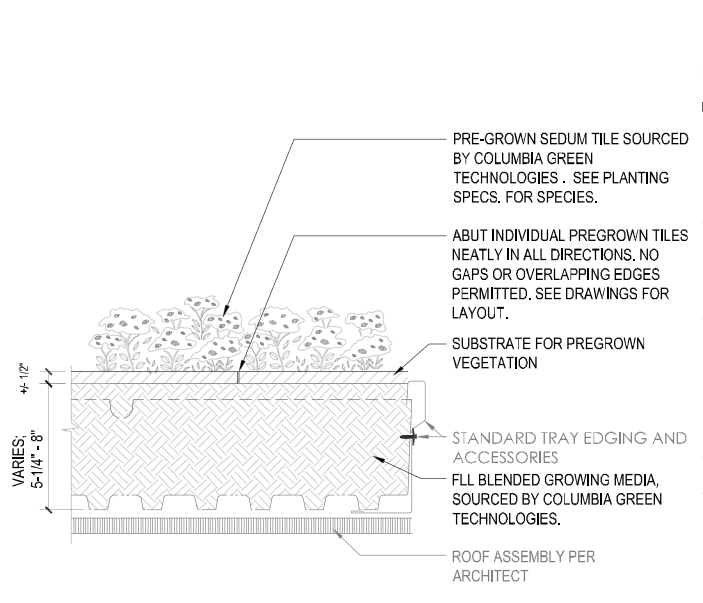 PRE-GROWN SEDUM TILE SOURCED
BY COLUMBIA GREEN
TECHNOLOGIES . SEE PLANTING
SPECS. FOR SPECIES.
ABUT INDIVIDUAL PREGROWN TILES
NEATLY IN ALL DIRECTIONS. NO
GAPS OR OVERLAPPING EDGES
PERMITTED. SEE DRAWINGS FOR
LAYOUT.
SUBSTRATE FOR PREGROWN
VEGETATION
+/- 1/2"
VARIES;
5-1/4" - 8"
STANDARD TRAY EDGING AND
ACCESSORIES
FLL BLENDED GROWING MEDIA,
SOURCED BY COLUMBIA GREEN
TECHNOLOGIES.
ROOF ASSEMBLY PER
ARCHITECT